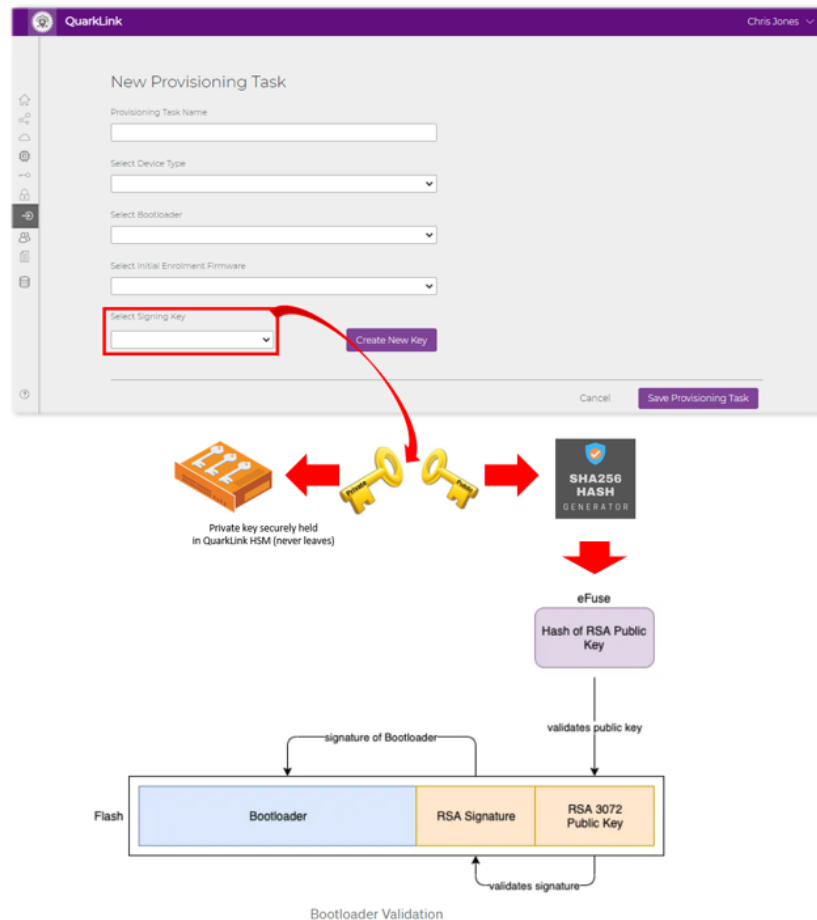 QuarkLink
Chris Jones
New Provisioning Task
Provisioning Task Name
Select Device Type
Select Bootloader
Select Initial Enrolment Firmware
Select Signing Key
Create New Key
Cancel
Save Provisioning Task
Private
Public
SHA256
HASH
GENERATOR
Private key securely held
in QuarkLink HSM (never leaves)
eFuse
Hash of RSA Public
Key
validates public key
signature of Bootloader
Flash
Bootloader
RSA Signature
RSA 3072
Public Key
validates signature
Bootloader Validation